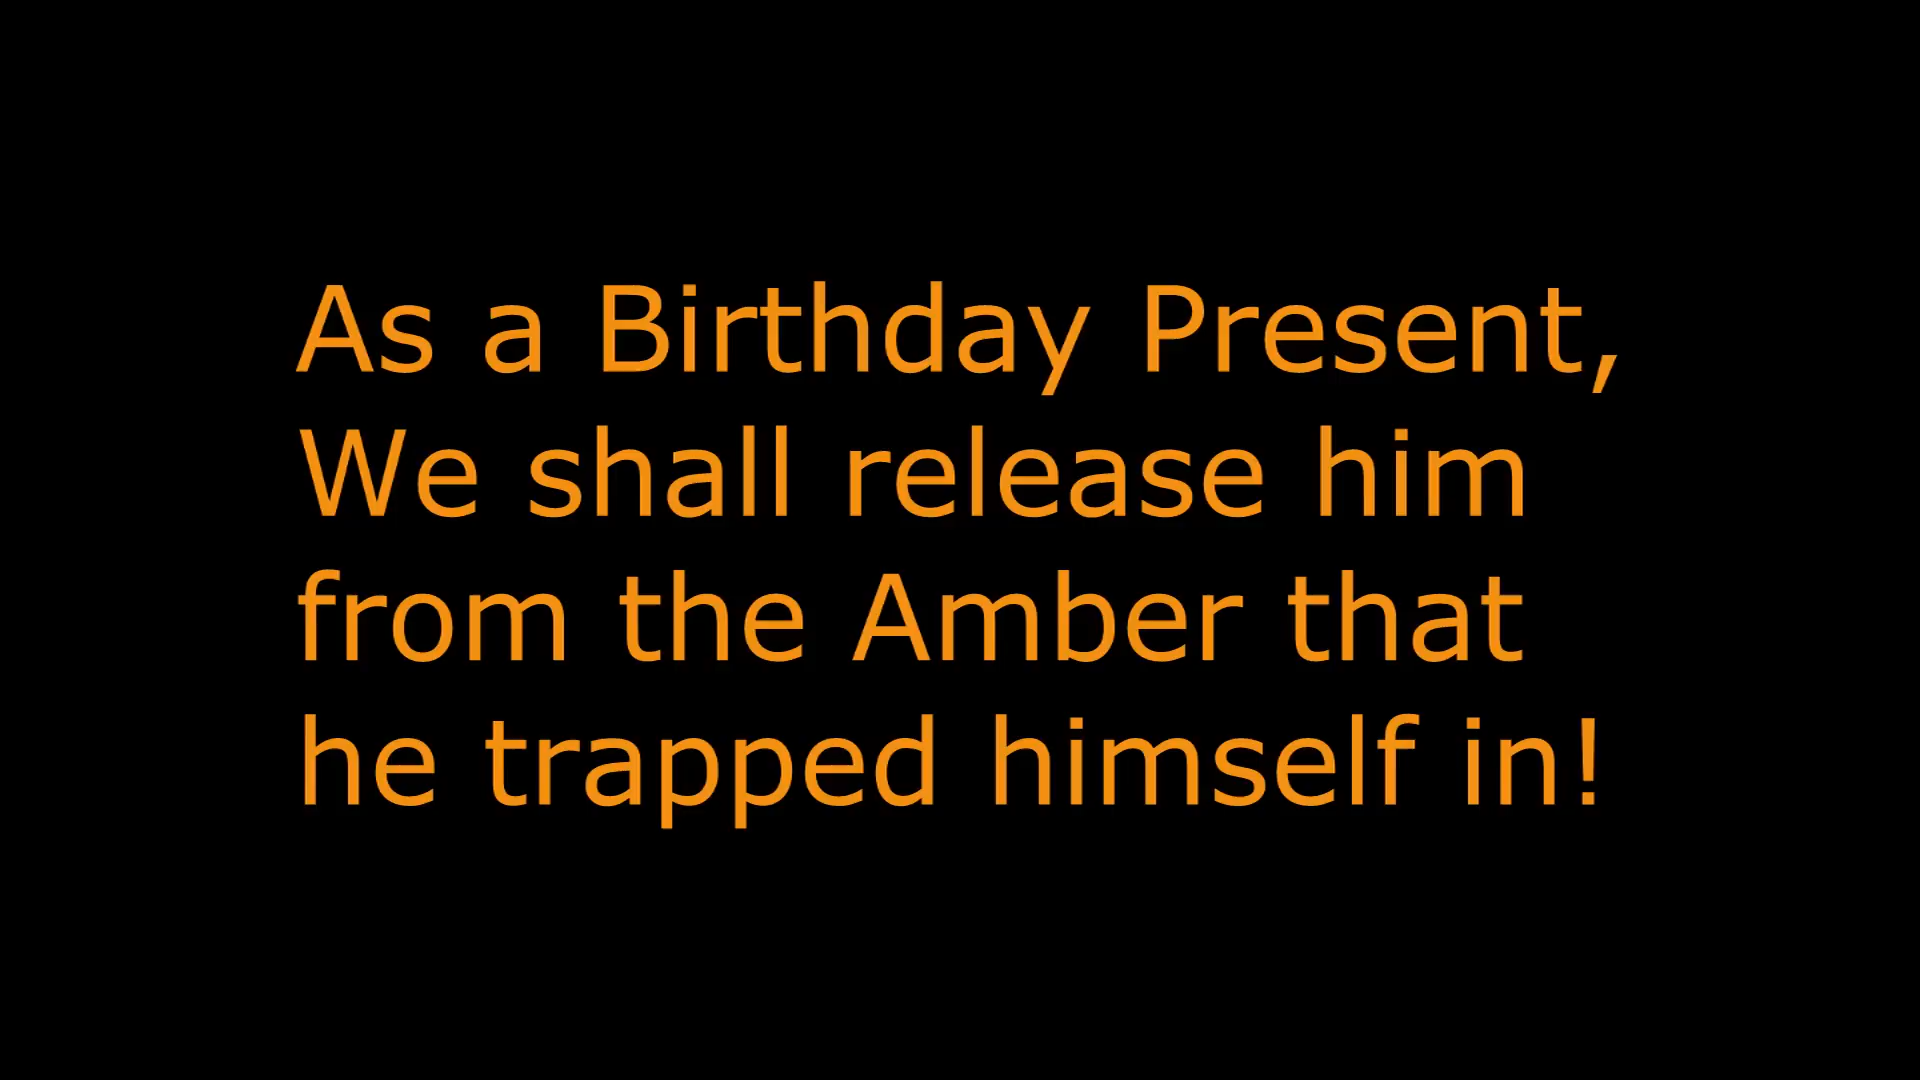 As a Birthday Present,
We shall release him
from the Amber that
he trapped himself in!